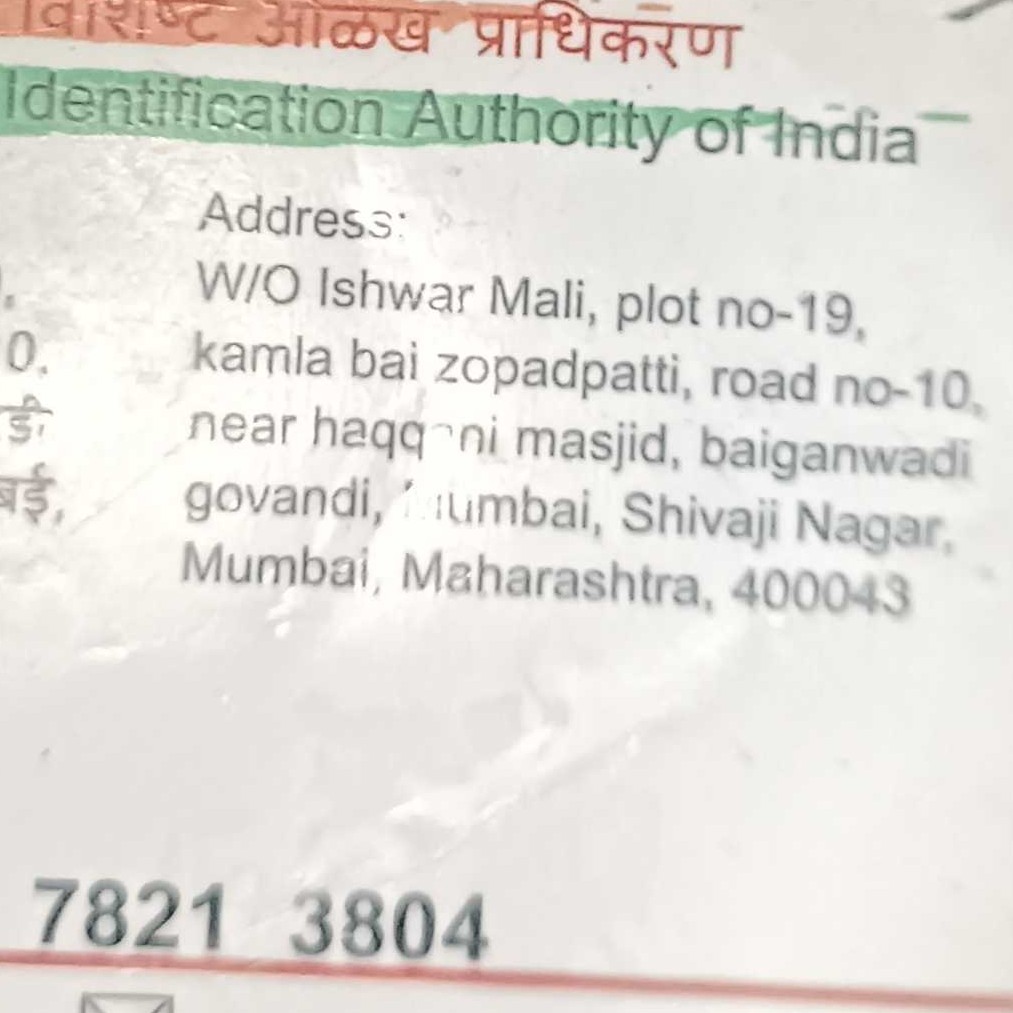 विशिष्ट ओळख प्राधिकरण
Identification Authority of India
Address:
W/O Ishwar Mali, plot no-19,
0. kamla bai zopadpatti, road no-10,
डी near masjid, baiganwadi
govandi, Shivaji Nagar,
Mumbai, Maharashtra, 400043
7821 3804